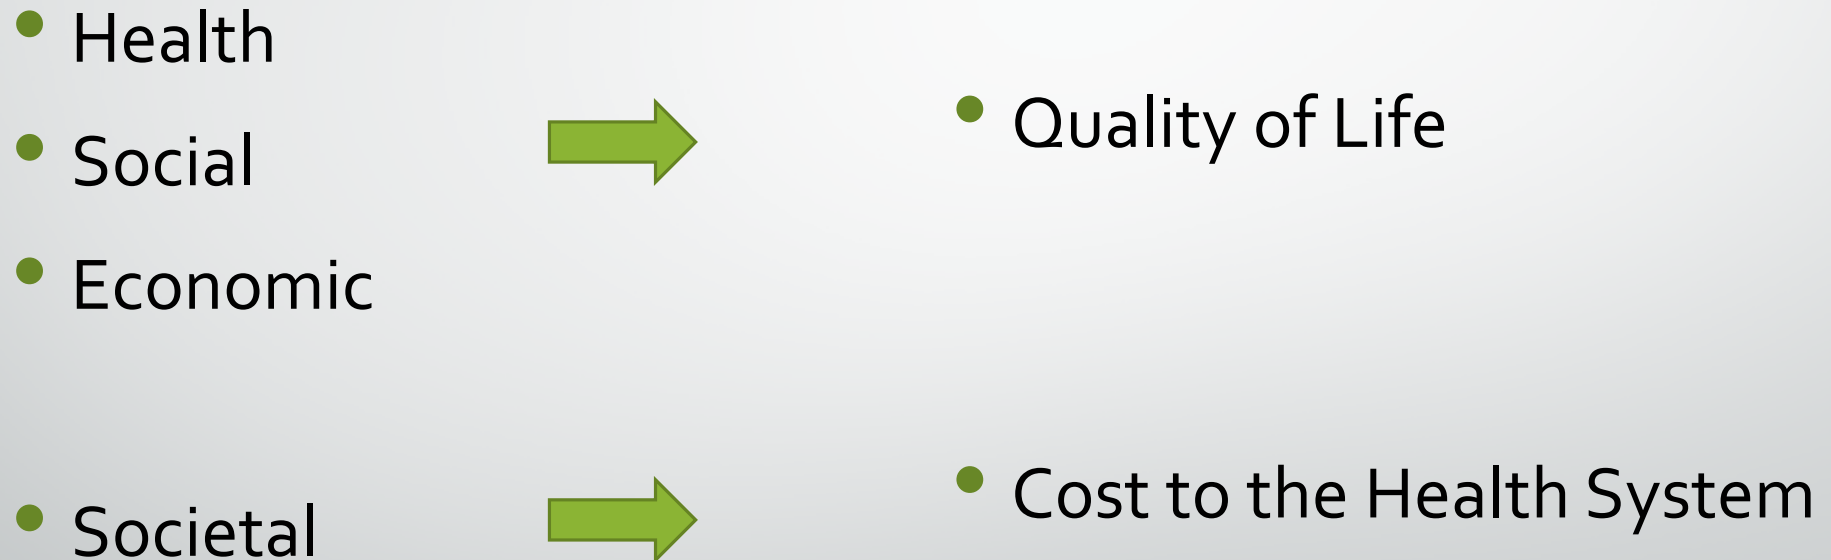 • Health
• Social
• Economic
• Societal
• Quality of Life
• Cost to the Health System